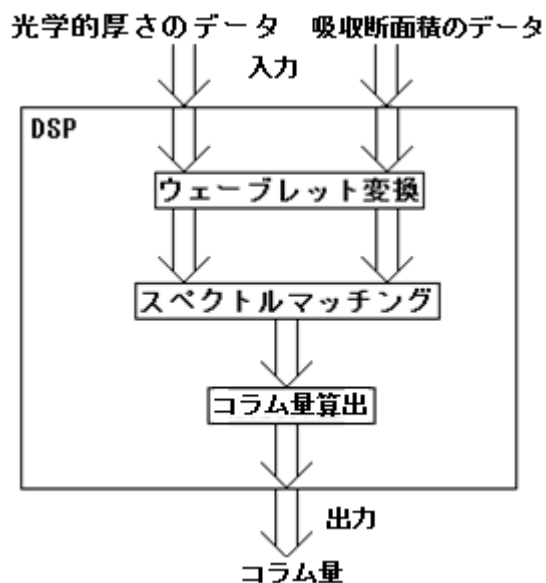 光学的厚さのデータ 吸収断面積のデータ
入力
DSP
ウェーブレット変換
スペクトルマッチング
コラム量算出
出力
コラム量